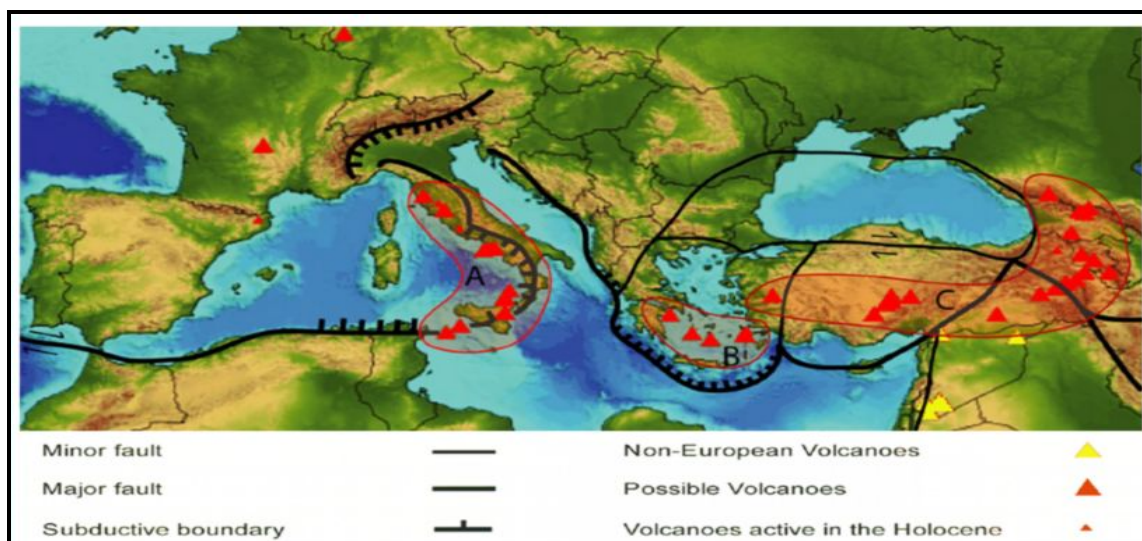 A
B
C
Minor fault
Major fault
Subductive boundary
Non-European Volcanoes
Possible Volcanoes
Volcanoes active in the Holocene